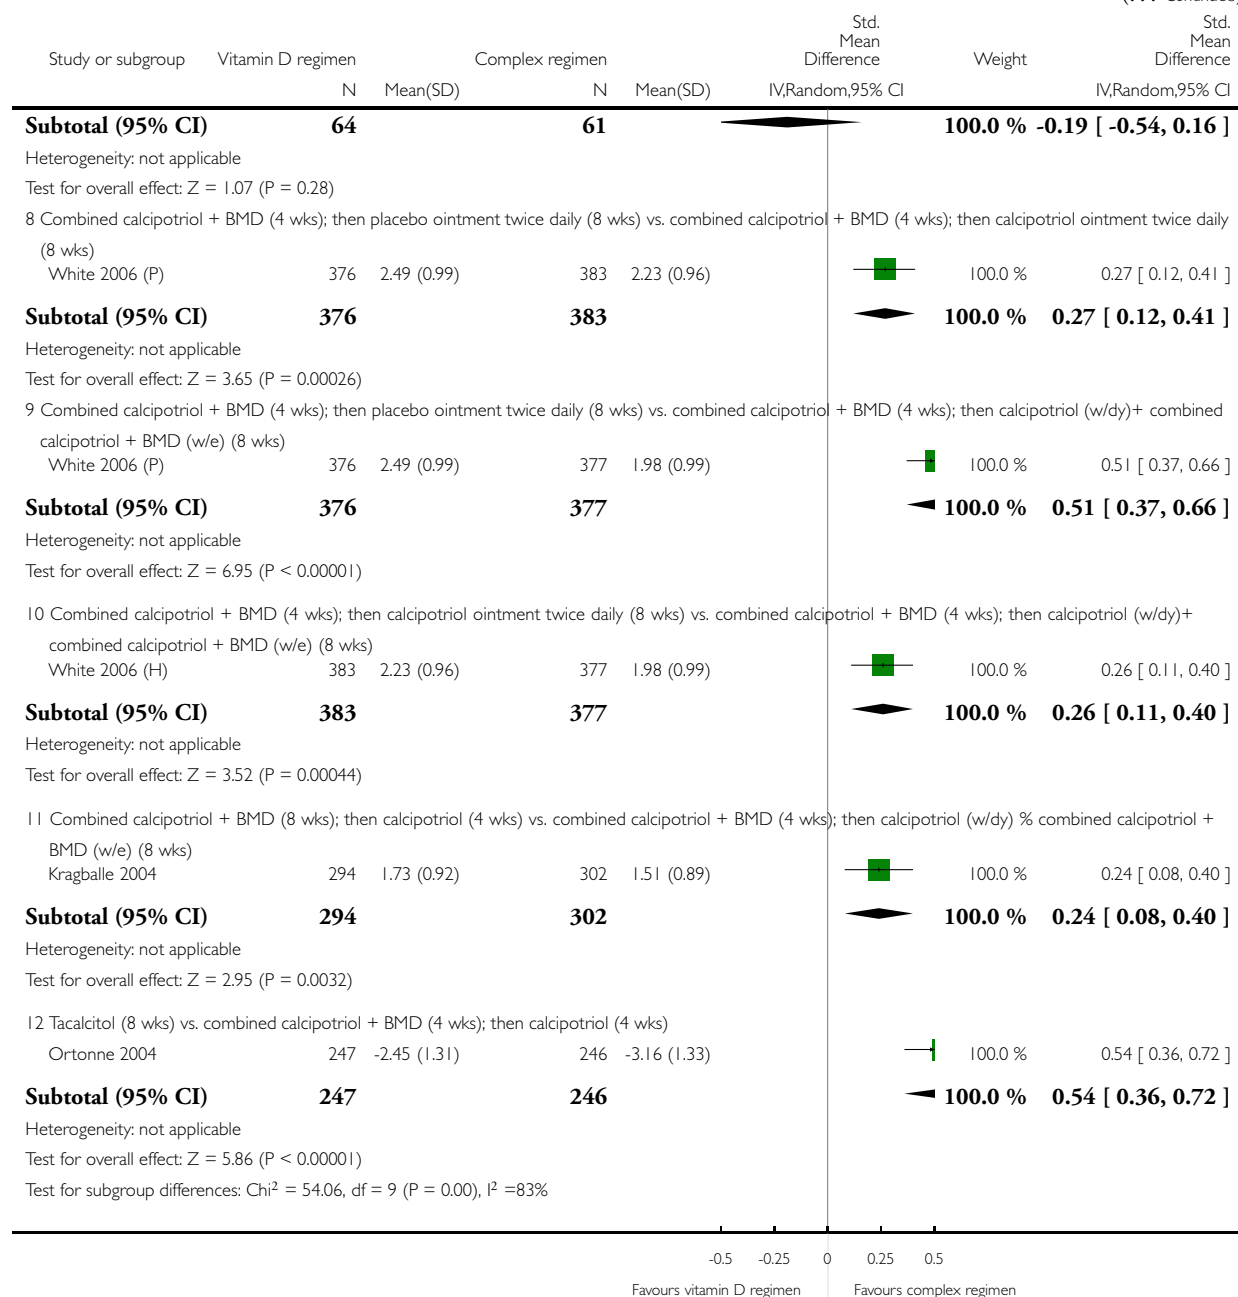 Study or subgroup Vitamin D regimen Complex regimen Std. Mean Difference Weight Std. Mean Difference
N Mean(SD) N Mean(SD) IV,Random,95% CI IV,Random,95% CI
Subtotal (95% CI) 64 61 100.0 % -0.19 [ -0.54, 0.16 ]
Heterogeneity: not applicable
Test for overall effect: Z = 1.07 (P = 0.28)
8 Combined calcipotriol + BMD (4 wks); then placebo ointment twice daily (8 wks) vs. combined calcipotriol + BMD (4 wks); then calcipotriol ointment twice daily
(8 wks)
White 2006 (P) 376 2.49 (0.99) 383 2.23 (0.96) 100.0 % 0.27 [ 0.12, 0.41 ]
Subtotal (95% CI) 376 383 100.0 % 0.27 [ 0.12, 0.41 ]
Heterogeneity: not applicable
Test for overall effect: Z = 3.65 (P = 0.00026)
9 Combined calcipotriol + BMD (4 wks); then placebo ointment twice daily (8 wks) vs. combined calcipotriol + BMD (4 wks); then calcipotriol (w/dy)+ combined
calcipotriol + BMD (w/e) (8 wks)
White 2006 (P) 376 2.49 (0.99) 377 1.98 (0.99) 100.0 % 0.51 [ 0.37, 0.66 ]
Subtotal (95% CI) 376 377 100.0 % 0.51 [ 0.37, 0.66 ]
Heterogeneity: not applicable
Test for overall effect: Z = 6.95 (P < 0.00001)
10 Combined calcipotriol + BMD (4 wks); then calcipotriol ointment twice daily (8 wks) vs. combined calcipotriol + BMD (4 wks); then calcipotriol (w/dy)+
combined calcipotriol + BMD (w/e) (8 wks)
White 2006 (H) 383 2.23 (0.96) 377 1.98 (0.99) 100.0 % 0.26 [ 0.11, 0.40 ]
Subtotal (95% CI) 383 377 100.0 % 0.26 [ 0.11, 0.40 ]
Heterogeneity: not applicable
Test for overall effect: Z = 3.52 (P = 0.00044)
11 Combined calcipotriol + BMD (8 wks); then calcipotriol (4 wks) vs. combined calcipotriol + BMD (4 wks); then calcipotriol (w/dy) % combined calcipotriol +
BMD (w/e) (8 wks)
Kragballe 2004 294 1.73 (0.92) 302 1.51 (0.89) 100.0 % 0.24 [ 0.08, 0.40 ]
Subtotal (95% CI) 294 302 100.0 % 0.24 [ 0.08, 0.40 ]
Heterogeneity: not applicable
Test for overall effect: Z = 2.95 (P = 0.0032)
12 Tacalcitol (8 wks) vs. combined calcipotriol + BMD (4 wks); then calcipotriol (4 wks)
Ortonne 2004 247 -2.45 (1.31) 246 -3.16 (1.33) 100.0 % 0.54 [ 0.36, 0.72 ]
Subtotal (95% CI) 247 246 100.0 % 0.54 [ 0.36, 0.72 ]
Heterogeneity: not applicable
Test for overall effect: Z = 5.86 (P < 0.00001)
Test for subgroup differences: Chi² = 54.06, df = 9 (P = 0.00), I² =83%
-0.5 -0.25 0 0.25 0.5
Favours vitamin D regimen Favours complex regimen